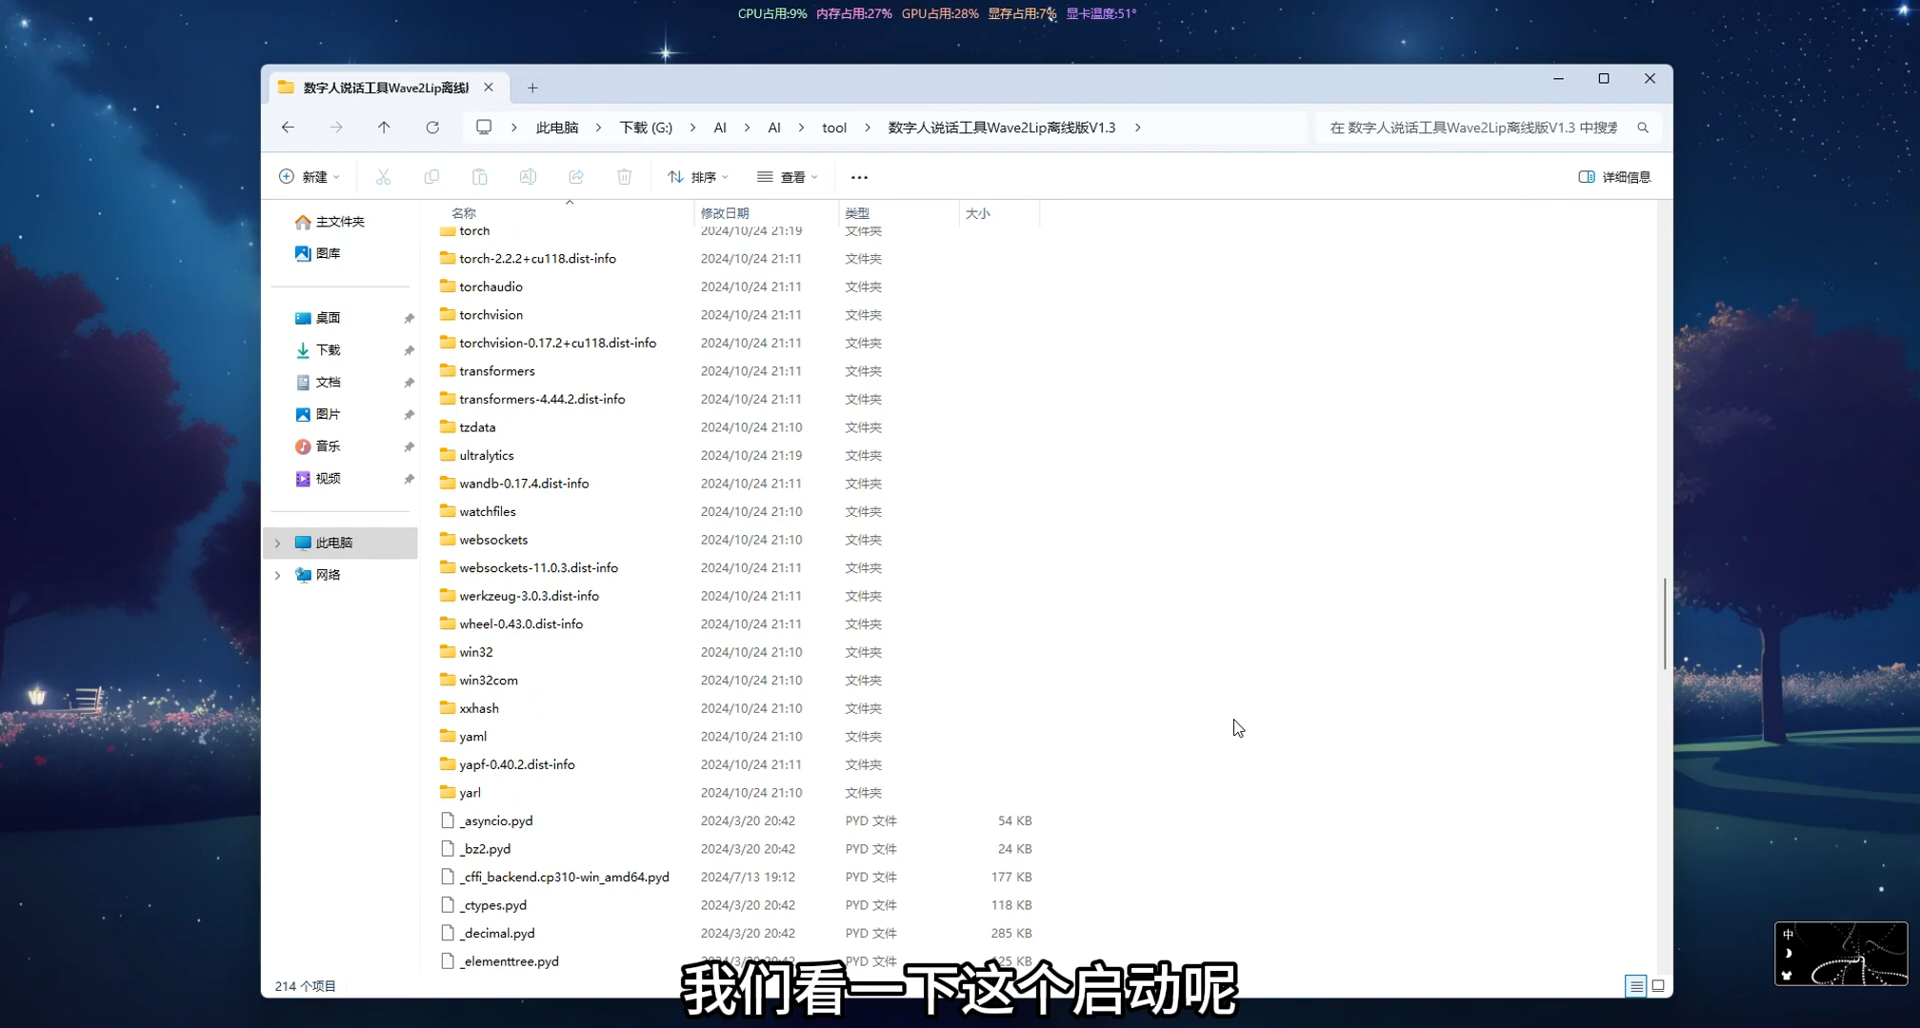 CPU占用:9% 内存占用:27% GPU占用:28% 显存占用:7% 显卡温度:51°
数字人说话工具Wave2Lip离线
此电脑 下载 (G:) AI AI tool 数字人说话工具Wave2Lip离线版V1.3
在 数字人说话工具Wave2Lip离线版V1.3 中搜索
新建 排序 查看 详细信息
主文件夹
图库
桌面
下载
文档
图片
音乐
视频
此电脑
网络
名称 修改日期 类型 大小
torch 2024/10/24 21:19 文件夹
torch-2.2.2+cu118.dist-info 2024/10/24 21:11 文件夹
torchaudio 2024/10/24 21:11 文件夹
torchvision 2024/10/24 21:11 文件夹
torchvision-0.17.2+cu118.dist-info 2024/10/24 21:11 文件夹
transformers 2024/10/24 21:11 文件夹
transformers-4.44.2.dist-info 2024/10/24 21:11 文件夹
tzdata 2024/10/24 21:10 文件夹
ultralytics 2024/10/24 21:19 文件夹
wandb-0.17.4.dist-info 2024/10/24 21:11 文件夹
watchfiles 2024/10/24 21:10 文件夹
websockets 2024/10/24 21:10 文件夹
websockets-11.0.3.dist-info 2024/10/24 21:11 文件夹
werkzeug-3.0.3.dist-info 2024/10/24 21:11 文件夹
wheel-0.43.0.dist-info 2024/10/24 21:11 文件夹
win32 2024/10/24 21:10 文件夹
win32com 2024/10/24 21:10 文件夹
xxhash 2024/10/24 21:10 文件夹
yaml 2024/10/24 21:10 文件夹
yapf-0.40.2.dist-info 2024/10/24 21:11 文件夹
yarl 2024/10/24 21:10 文件夹
_asyncio.pyd 2024/3/20 20:42 PYD 文件 54 KB
_bz2.pyd 2024/3/20 20:42 PYD 文件 24 KB
_cffi_backend.cp310-win_amd64.pyd 2024/7/13 19:12 PYD 文件 177 KB
_ctypes.pyd 2024/3/20 20:42 PYD 文件 118 KB
_decimal.pyd 2024/3/20 20:42 PYD 文件 285 KB
_elementtree.pyd PYD 文件
214 个项目
我们看一下这个启动呢
中